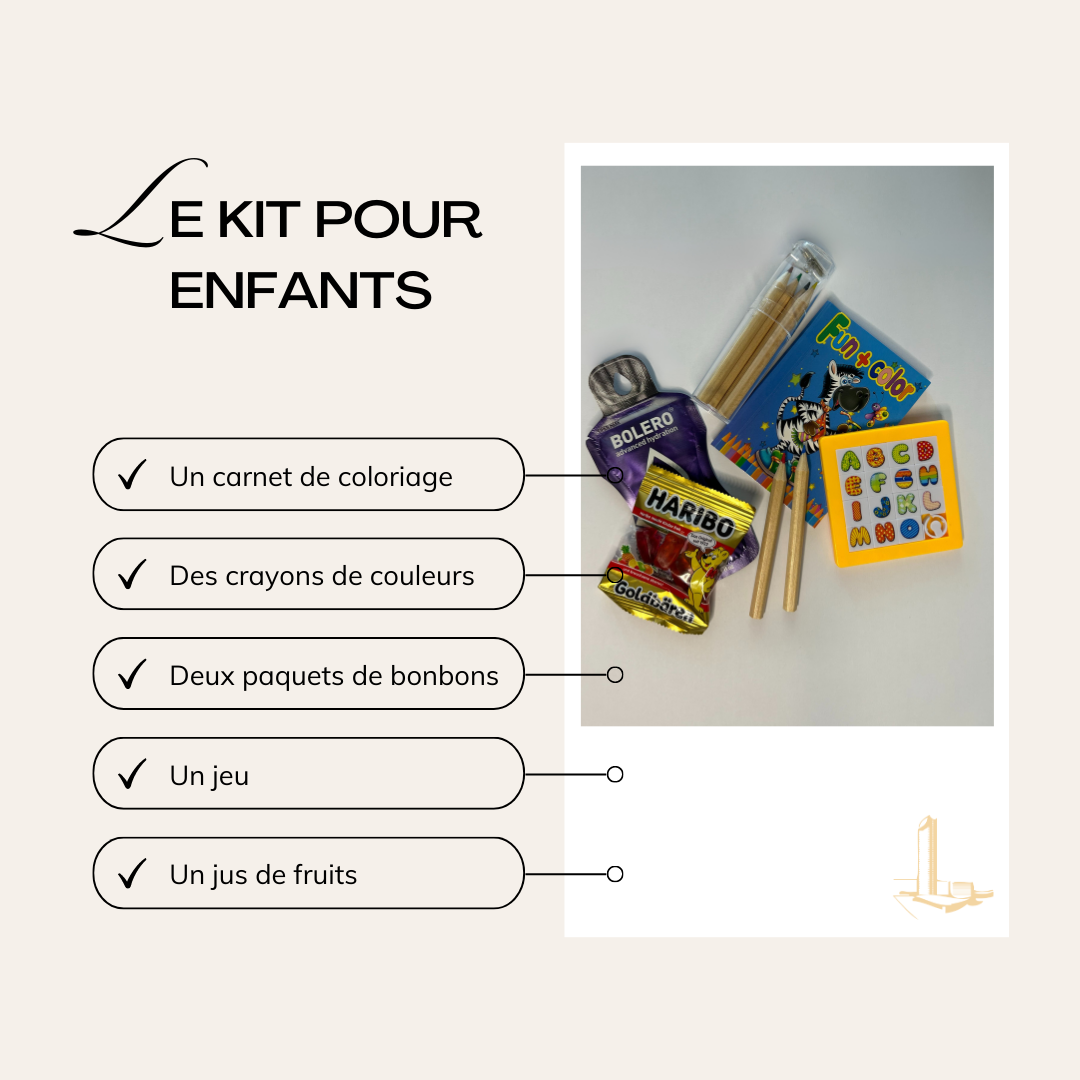 LE KIT POUR
ENFANTS
Un carnet de coloriage
Des crayons de couleurs
Deux paquets de bonbons
Un jeu
Un jus de fruits
Fun + color
BOLERO
advanced hydration
HARIBO
Goldbären
A B C D
E F G H
I J K L
M N O